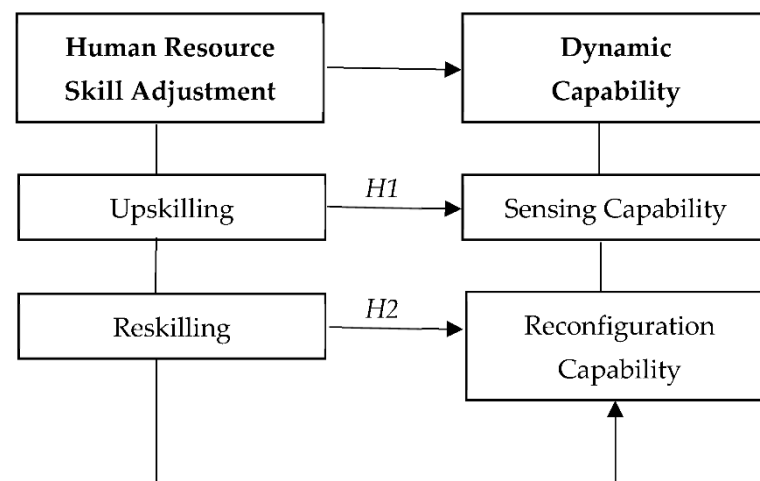 Human Resource
Skill Adjustment
Dynamic
Capability
Upskilling
H1
Sensing Capability
Reskilling
H2
Reconfiguration
Capability